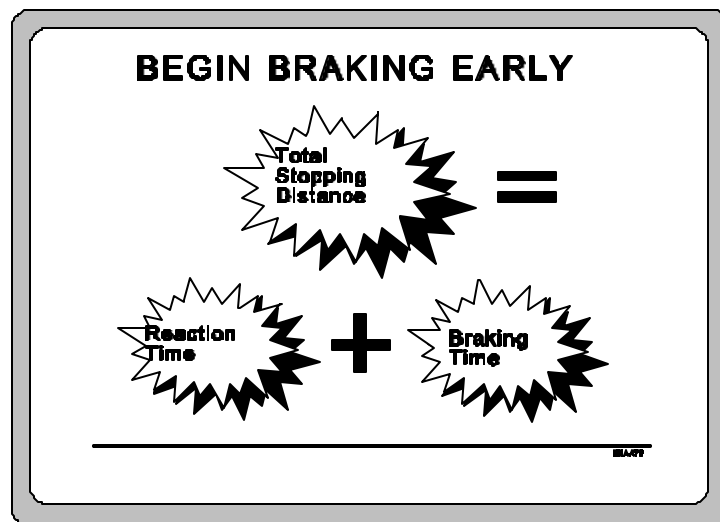 BEGIN BRAKING EARLY
Total
Stopping
Distance
=
Reaction
Time
+
Braking
Time